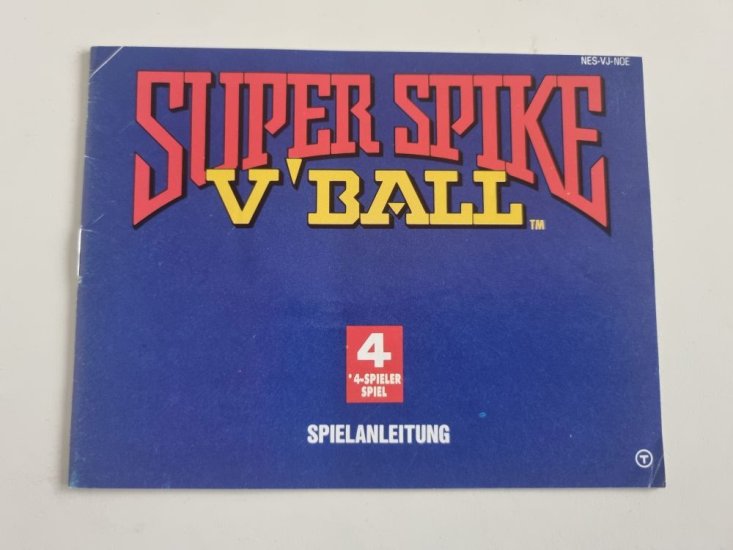 NES-VJ-NOE
SUPER SPIKE
V'BALL
TM
4
*4-SPIELER
SPIEL
SPIELANLEITUNG
T